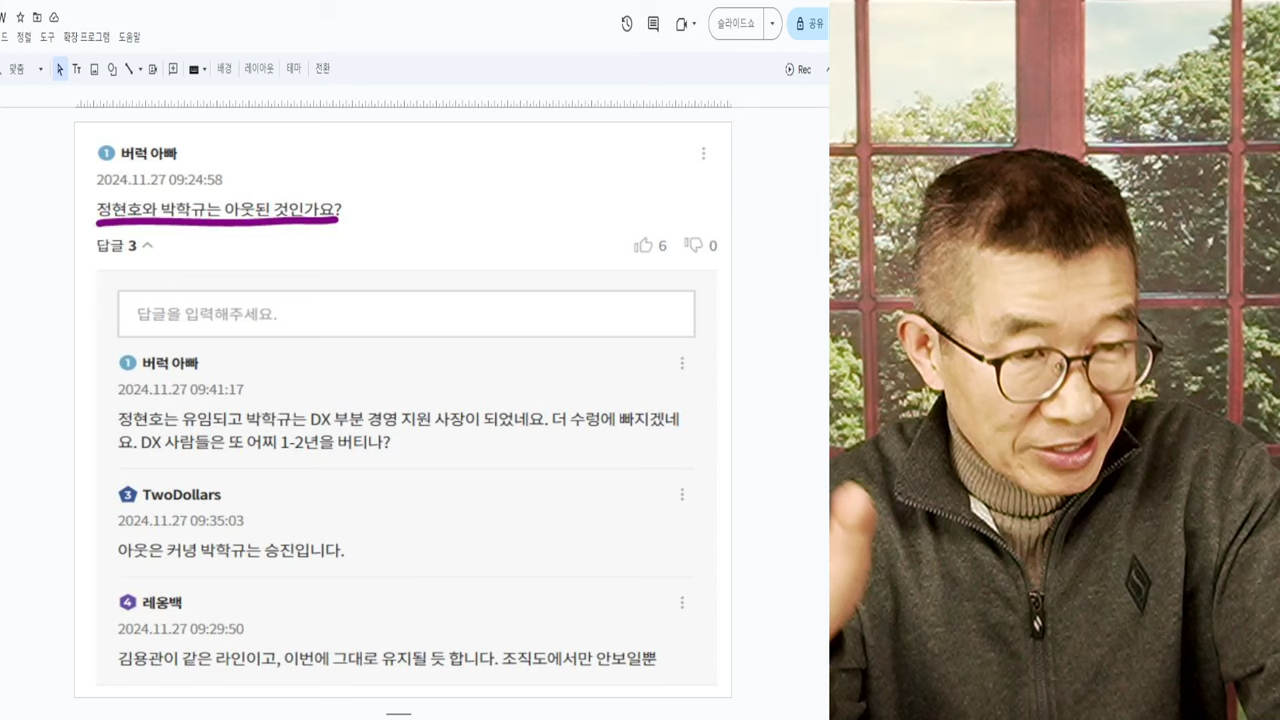 정렬 도구 확장 프로그램 도움말
슬라이드쇼
공유
맞춤
Tr
배경 레이아웃 테마 전환
Rec
1 버럭 아빠
2024.11.27 09:24:58
정현호와 박학규는 아웃된 것인가요?
답글 3
6
0
답글을 입력해주세요.
1 버럭 아빠
2024.11.27 09:41:17
정현호는 유임되고 박학규는 DX 부분 경영 지원 사장이 되었네요. 더 수렁에 빠지겠네
요. DX 사람들은 또 어찌 1-2년을 버티나?
3 TwoDollars
2024.11.27 09:35:03
아웃은 커녕 박학규는 승진입니다.
4 레옹백
2024.11.27 09:29:50
김용관이 같은 라인이고, 이번에 그대로 유지될 듯 합니다. 조직도에서만 안보일뿐